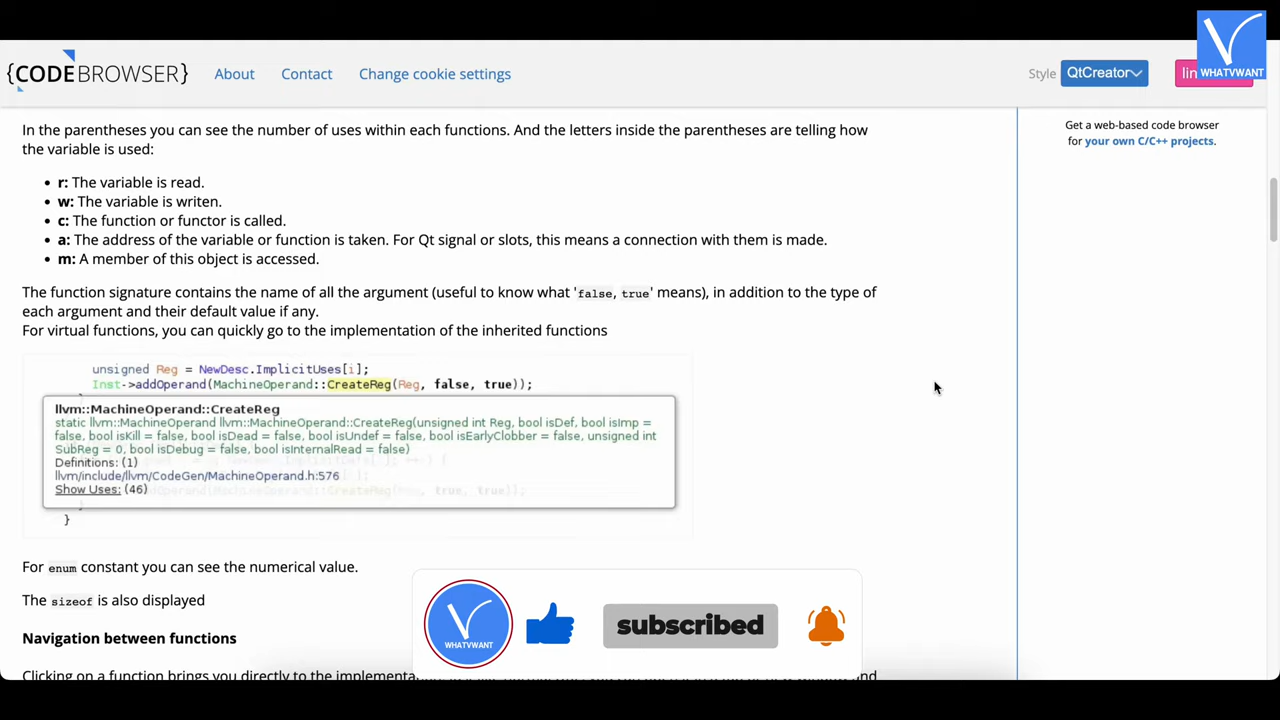 {CODEBROWSER}
About
Contact
Change cookie settings
Style
QtCreator
lin
WHATVWANT
In the parentheses you can see the number of uses within each functions. And the letters inside the parentheses are telling how
the variable is used:
r: The variable is read.
w: The variable is writen.
c: The function or functor is called.
a: The address of the variable or function is taken. For Qt signal or slots, this means a connection with them is made.
m: A member of this object is accessed.
The function signature contains the name of all the argument (useful to know what 'false, true' means), in addition to the type of
each argument and their default value if any.
For virtual functions, you can quickly go to the implementation of the inherited functions
Get a web-based code browser
for your own C/C++ projects.
unsigned Reg = NewDesc.ImplicitUses[i];
Inst->addOperand(MachineOperand::CreateReg(Reg, false, true));
llvm::MachineOperand::CreateReg
static llvm::MachineOperand llvm::MachineOperand::CreateReg(unsigned int Reg, bool isDef, bool isImp =
false, bool isKill = false, bool isDead = false, bool isUndef = false, bool isEarlyClobber = false, unsigned int
SubReg = 0, bool isDebug = false, bool isInternalRead = false)
Definitions: (1)
llvm/include/llvm/CodeGen/MachineOperand.h:576
Show Uses: (46)
}
For enum constant you can see the numerical value.
The sizeof is also displayed
Navigation between functions
WHATVWANT
subscribed
Clicking on a function brings you directly to the implementa